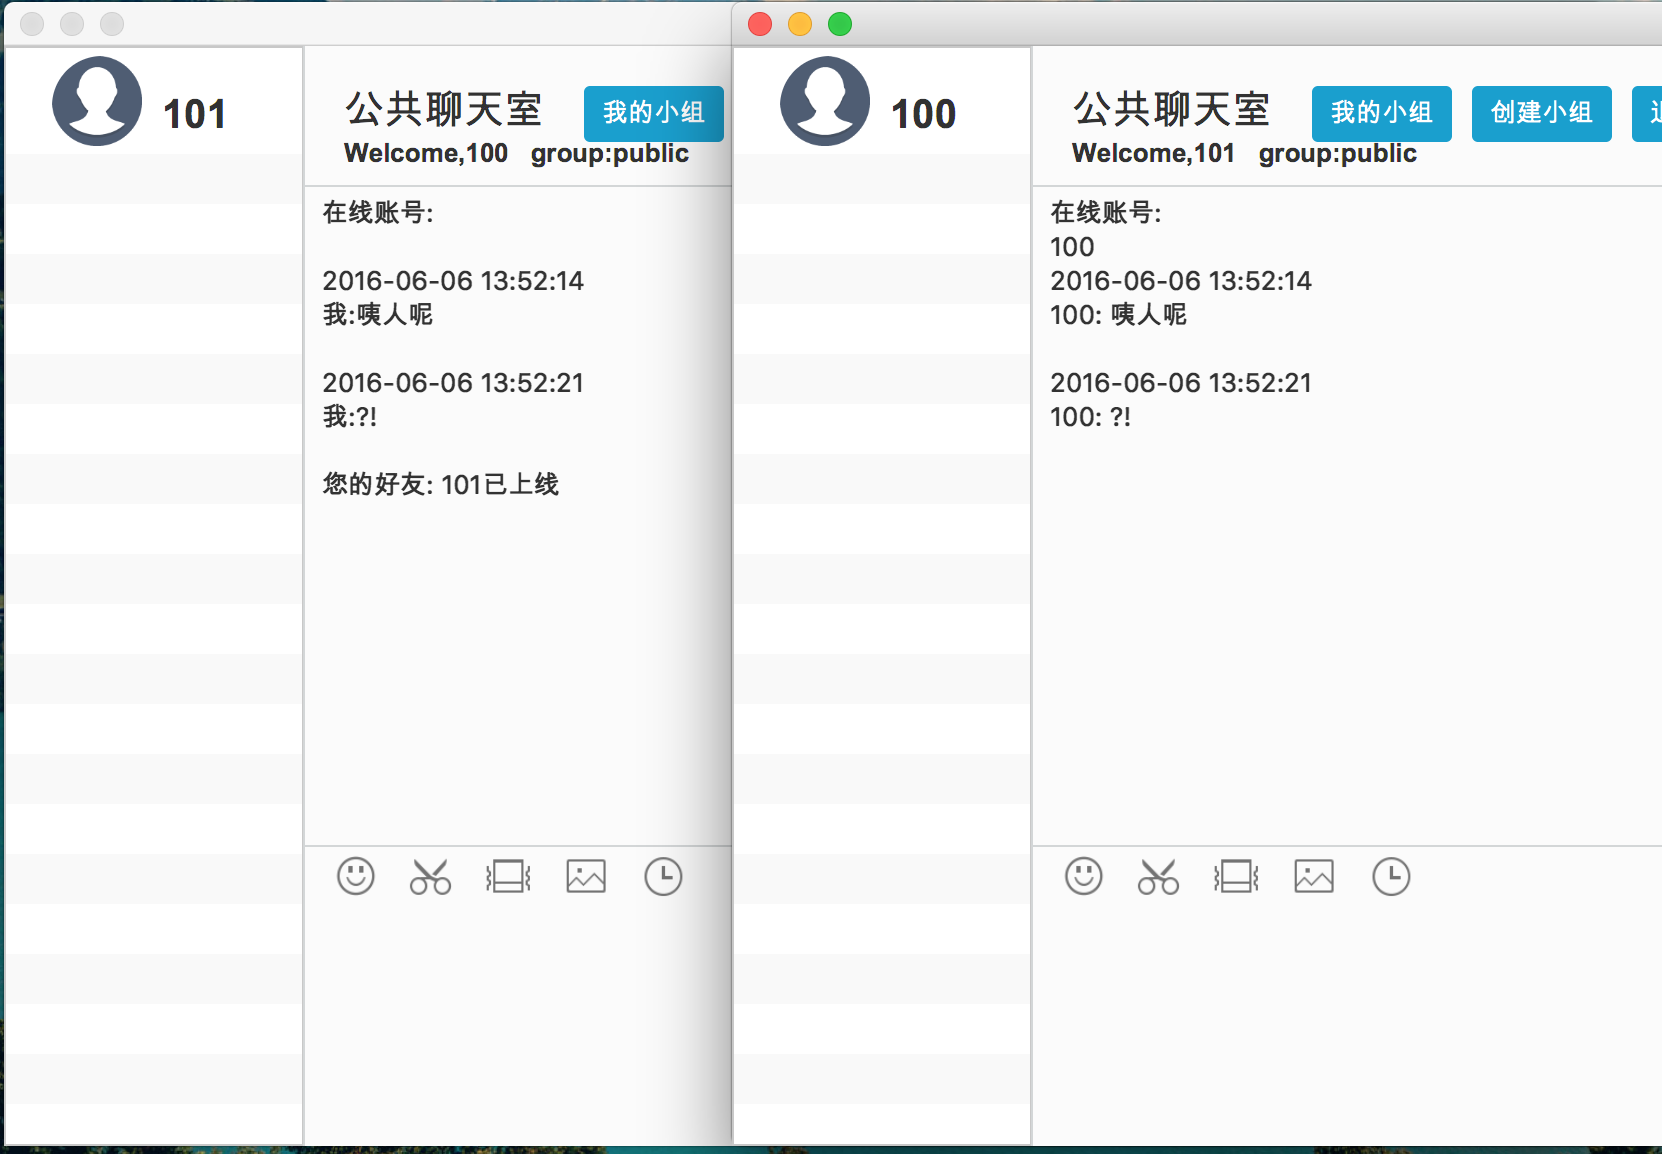 101
公共聊天室
我的小组
Welcome,100 group:public
在线账号:
2016-06-06 13:52:14
我:咦人呢
2016-06-06 13:52:21
我:?!
您的好友: 101已上线
100
公共聊天室
我的小组
创建小组
Welcome,101 group:public
在线账号:
100
2016-06-06 13:52:14
100: 咦人呢
2016-06-06 13:52:21
100: ?!